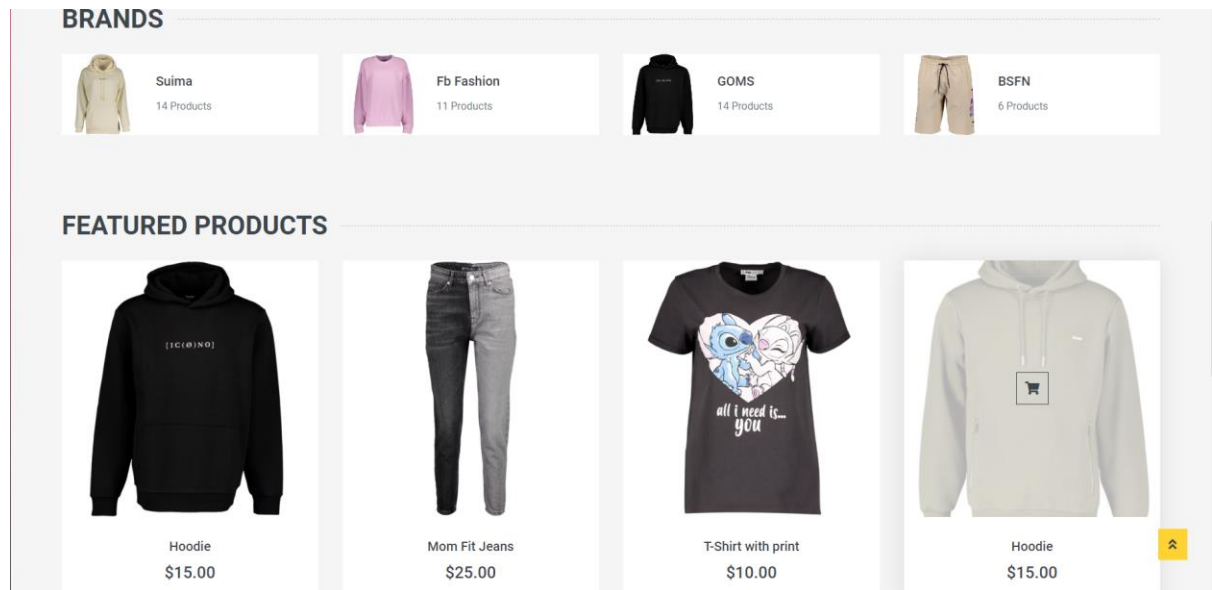 BRANDS
Suima
14 Products
Fb Fashion
11 Products
GOMS
14 Products
BSFN
6 Products
FEATURED PRODUCTS
[IC(Ø)NO]
all i need is...
you
Hoodie
$15.00
Mom Fit Jeans
$25.00
T-Shirt with print
$10.00
Hoodie
$15.00